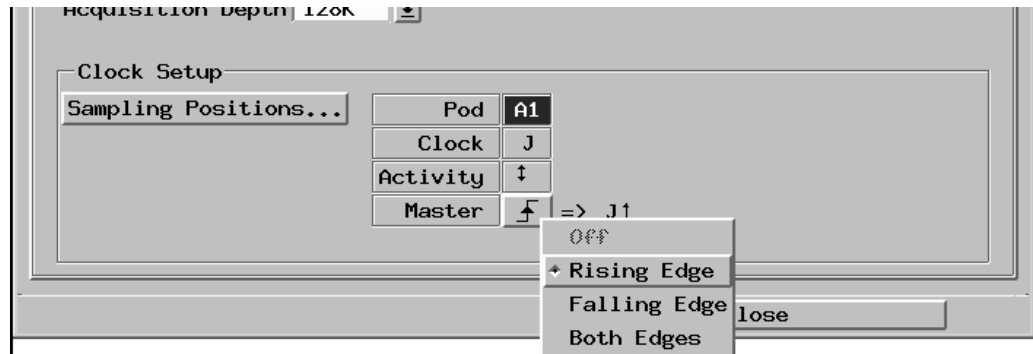 Acquisition Depth 128K
Clock Setup
Sampling Positions...
Pod A1
Clock J
Activity ↕
Master => J↑
Off
Rising Edge
Falling Edge
Both Edges
lose